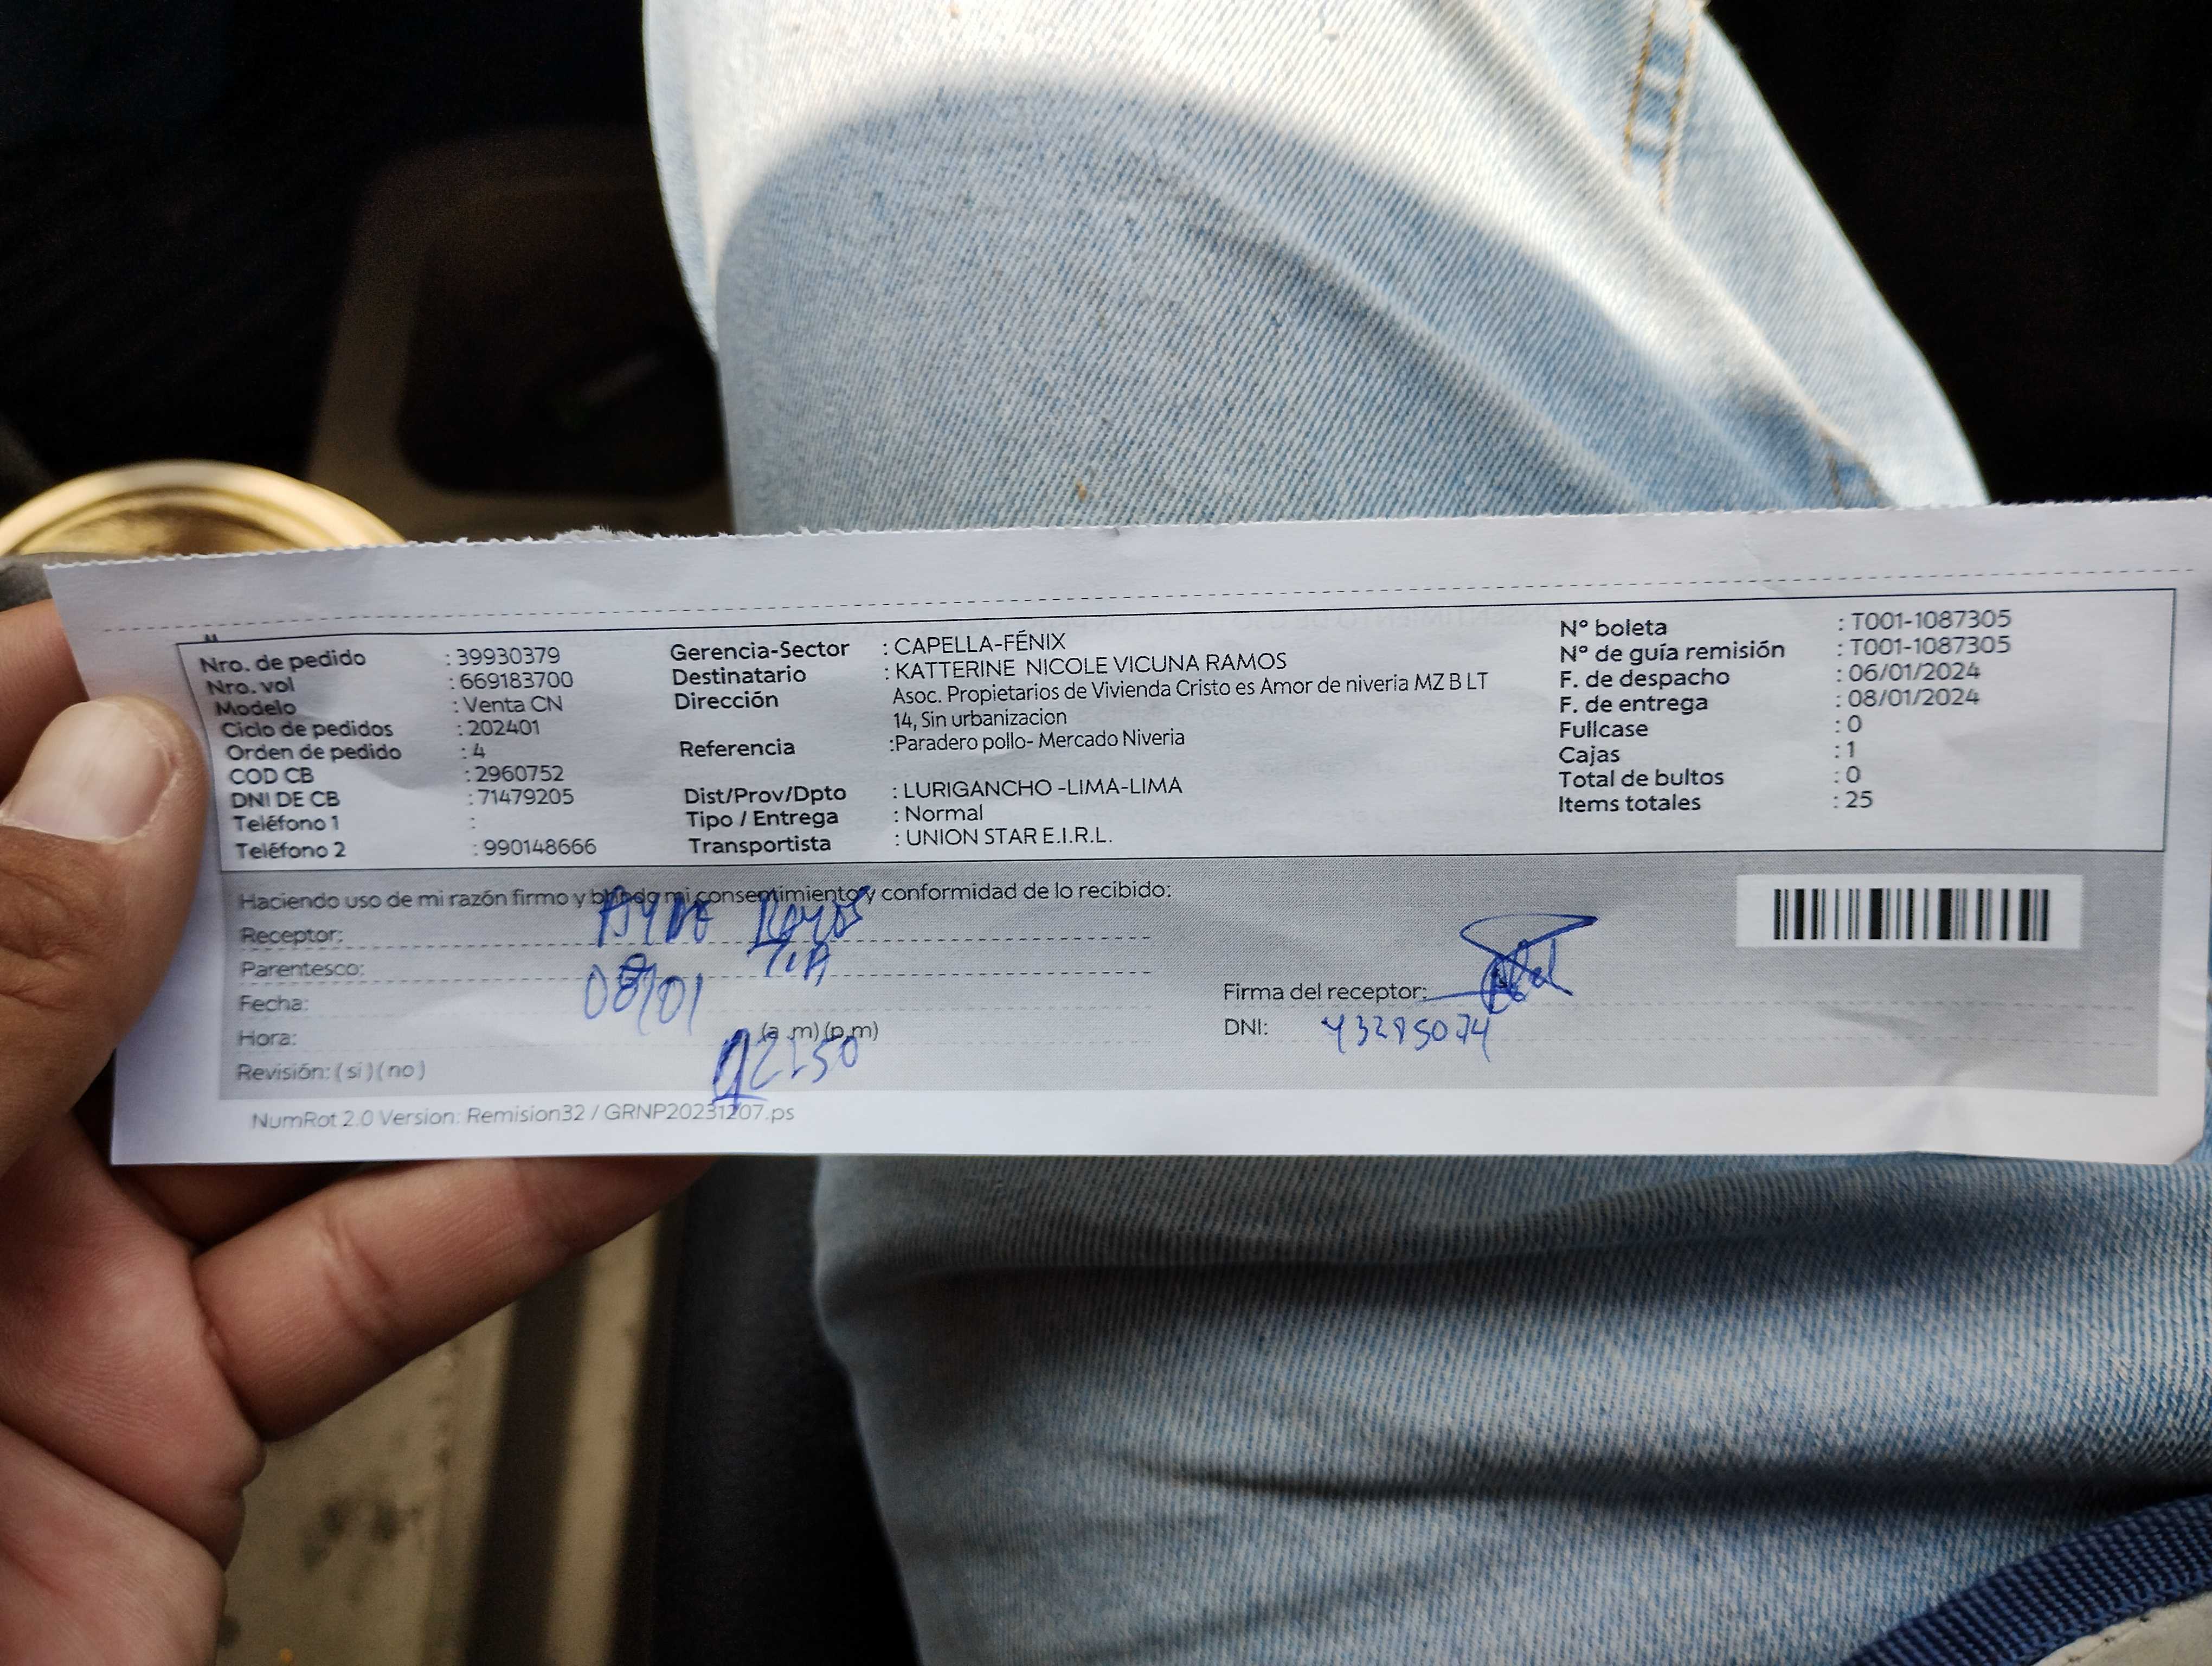 Nro. de pedido : 39930379
Nro. vol : 669183700
Modelo : Venta CN
Ciclo de pedidos : 202401
Orden de pedido : 4
COD CB : 2960752
DNI DE CB : 71479205
Teléfono 1 :
Teléfono 2 : 990148666
Gerencia-Sector : CAPELLA-FÉNIX
Destinatario : KATTERINE NICOLE VICUNA RAMOS
Dirección Asoc. Propietarios de Vivienda Cristo es Amor de niveria MZ B LT
14, Sin urbanizacion
Referencia :Paradero pollo- Mercado Niveria
Dist/Prov/Dpto : LURIGANCHO -LIMA-LIMA
Tipo / Entrega : Normal
Transportista : UNION STAR E.I.R.L.
N° boleta : T001-1087305
N° de guía remisión : T001-1087305
F. de despacho : 06/01/2024
F. de entrega : 08/01/2024
Fullcase : 0
Cajas : 1
Total de bultos : 0
Items totales : 25
Haciendo uso de mi razón firmo y brindo mi consentimiento y conformidad de lo recibido:
Receptor: Ramos
Parentesco: TIA
Fecha: 08/01
Hora: (a .m) (p.m)
Revisión: ( si ) ( no )
Firma del receptor:
DNI:
NumRot 2.0 Version: Remision32 / GRNP20231207.ps